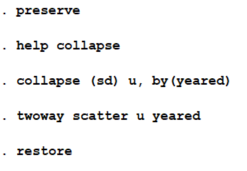 . preserve
. help collapse
. collapse (sd) u, by(yeared)
. twoway scatter u yeared
. restore